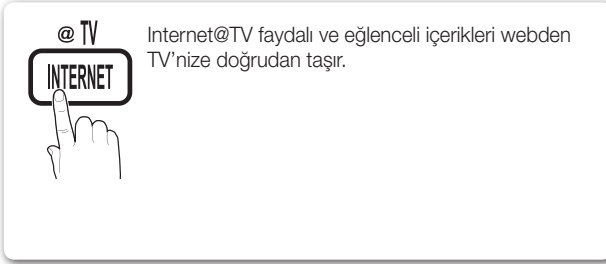 @ TV
INTERNET
Internet@TV faydalı ve eğlenceli içerikleri webden
TV’nize doğrudan taşır.